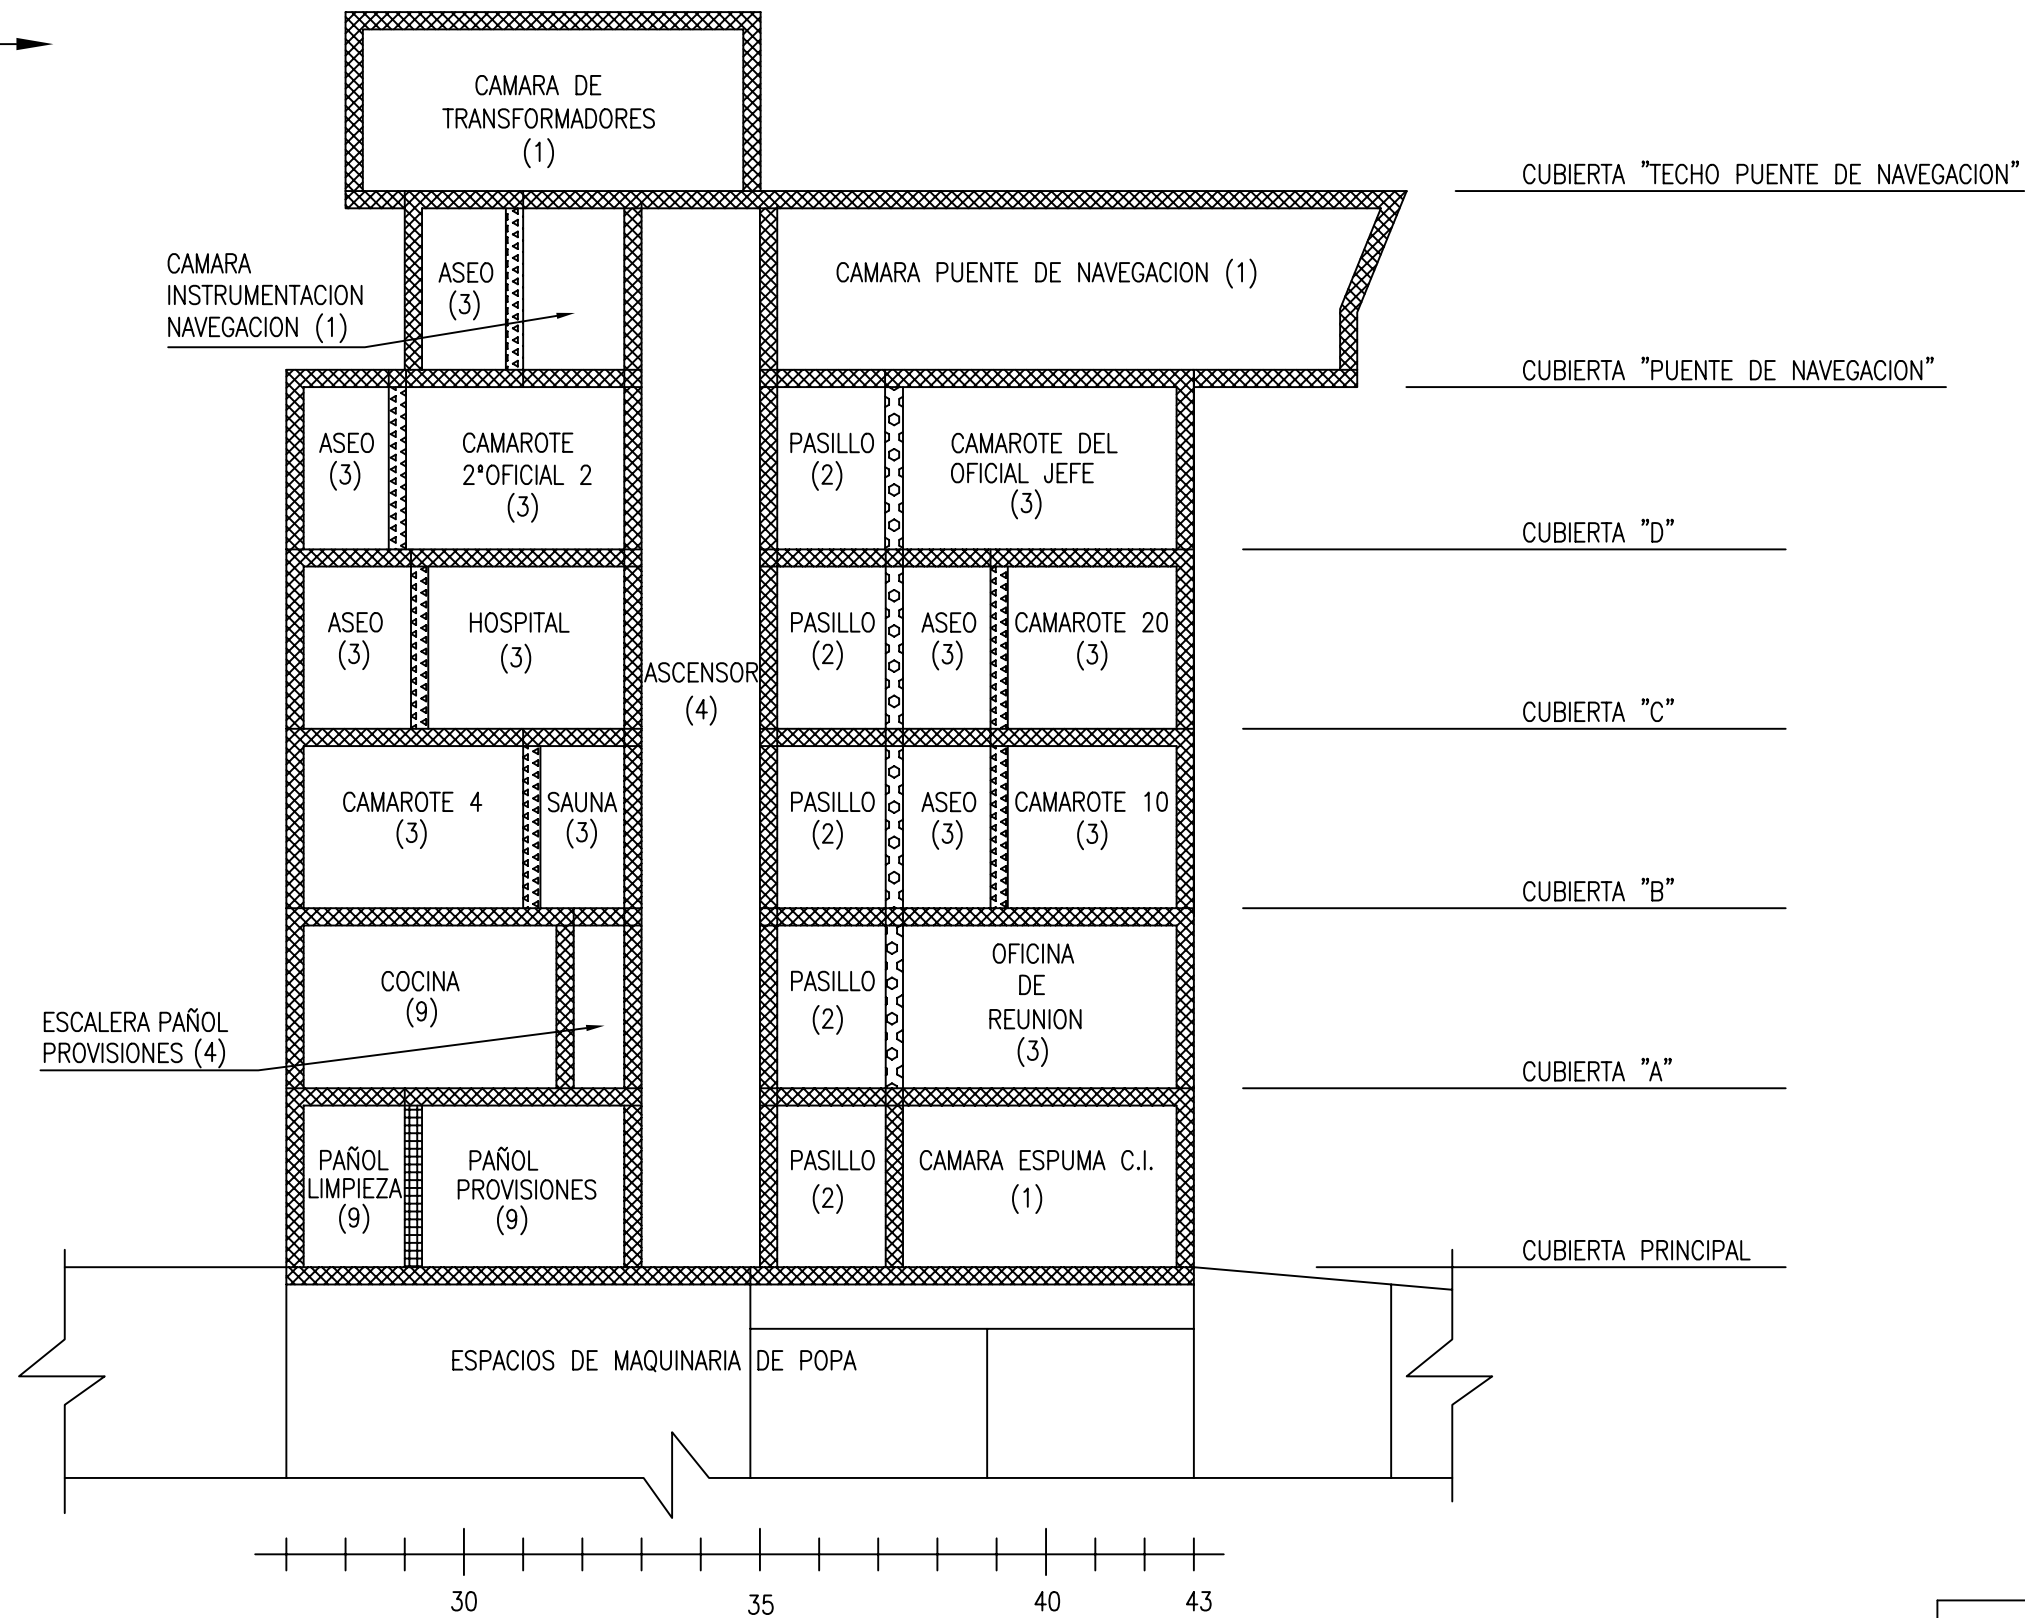 CAMARA DE
TRANSFORMADORES
(1)
CUBIERTA "TECHO PUENTE DE NAVEGACION"
CAMARA
INSTRUMENTACION
NAVEGACION (1)
ASEO
(3)
CAMARA PUENTE DE NAVEGACION (1)
CUBIERTA "PUENTE DE NAVEGACION"
ASEO
(3)
CAMAROTE
2ªOFICIAL 2
(3)
PASILLO
(2)
CAMAROTE DEL
OFICIAL JEFE
(3)
CUBIERTA "D"
ASEO
(3)
HOSPITAL
(3)
ASCENSOR
(4)
PASILLO
(2)
ASEO
(3)
CAMAROTE 20
(3)
CUBIERTA "C"
CAMAROTE 4
(3)
SAUNA
(3)
PASILLO
(2)
ASEO
(3)
CAMAROTE 10
(3)
CUBIERTA "B"
COCINA
(9)
ESCALERA PAÑOL
PROVISIONES (4)
PASILLO
(2)
OFICINA
DE
REUNION
(3)
CUBIERTA "A"
PAÑOL
LIMPIEZA
(9)
PAÑOL
PROVISIONES
(9)
PASILLO
(2)
CAMARA ESPUMA C.I.
(1)
CUBIERTA PRINCIPAL
ESPACIOS DE MAQUINARIA DE POPA
30 35 40 43